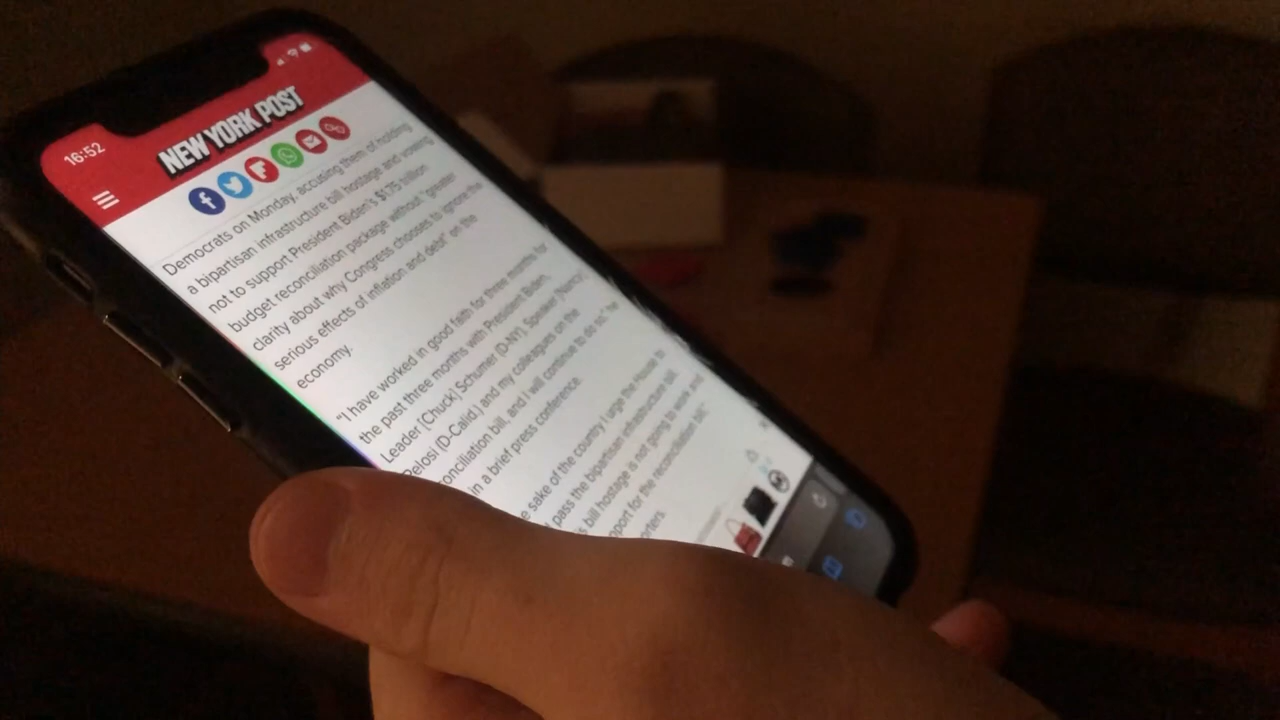 16:52
NEW YORK POST
Democrats on Monday, accusing them of holding
a bipartisan infrastructure bill hostage and vowing
not to support President Biden's $1.75 trillion
budget reconciliation package without "greater
clarity about why Congress chooses to ignore the
serious effects of inflation and debt" on the
economy.
"I have worked in good faith for three months for
the past three months with President Biden,
Leader [Chuck] Schumer (D-NY), Speaker [Nancy
Pelosi (D-Calid.) and my colleagues on the
conciliation bill, and I will continue to do so," he
in a brief press conference.
e sake of the country I urge the House to
pass the bipartisan infrastructure bill.
s bill hostage is not going to work and
pport for the reconciliation bill."
orters.